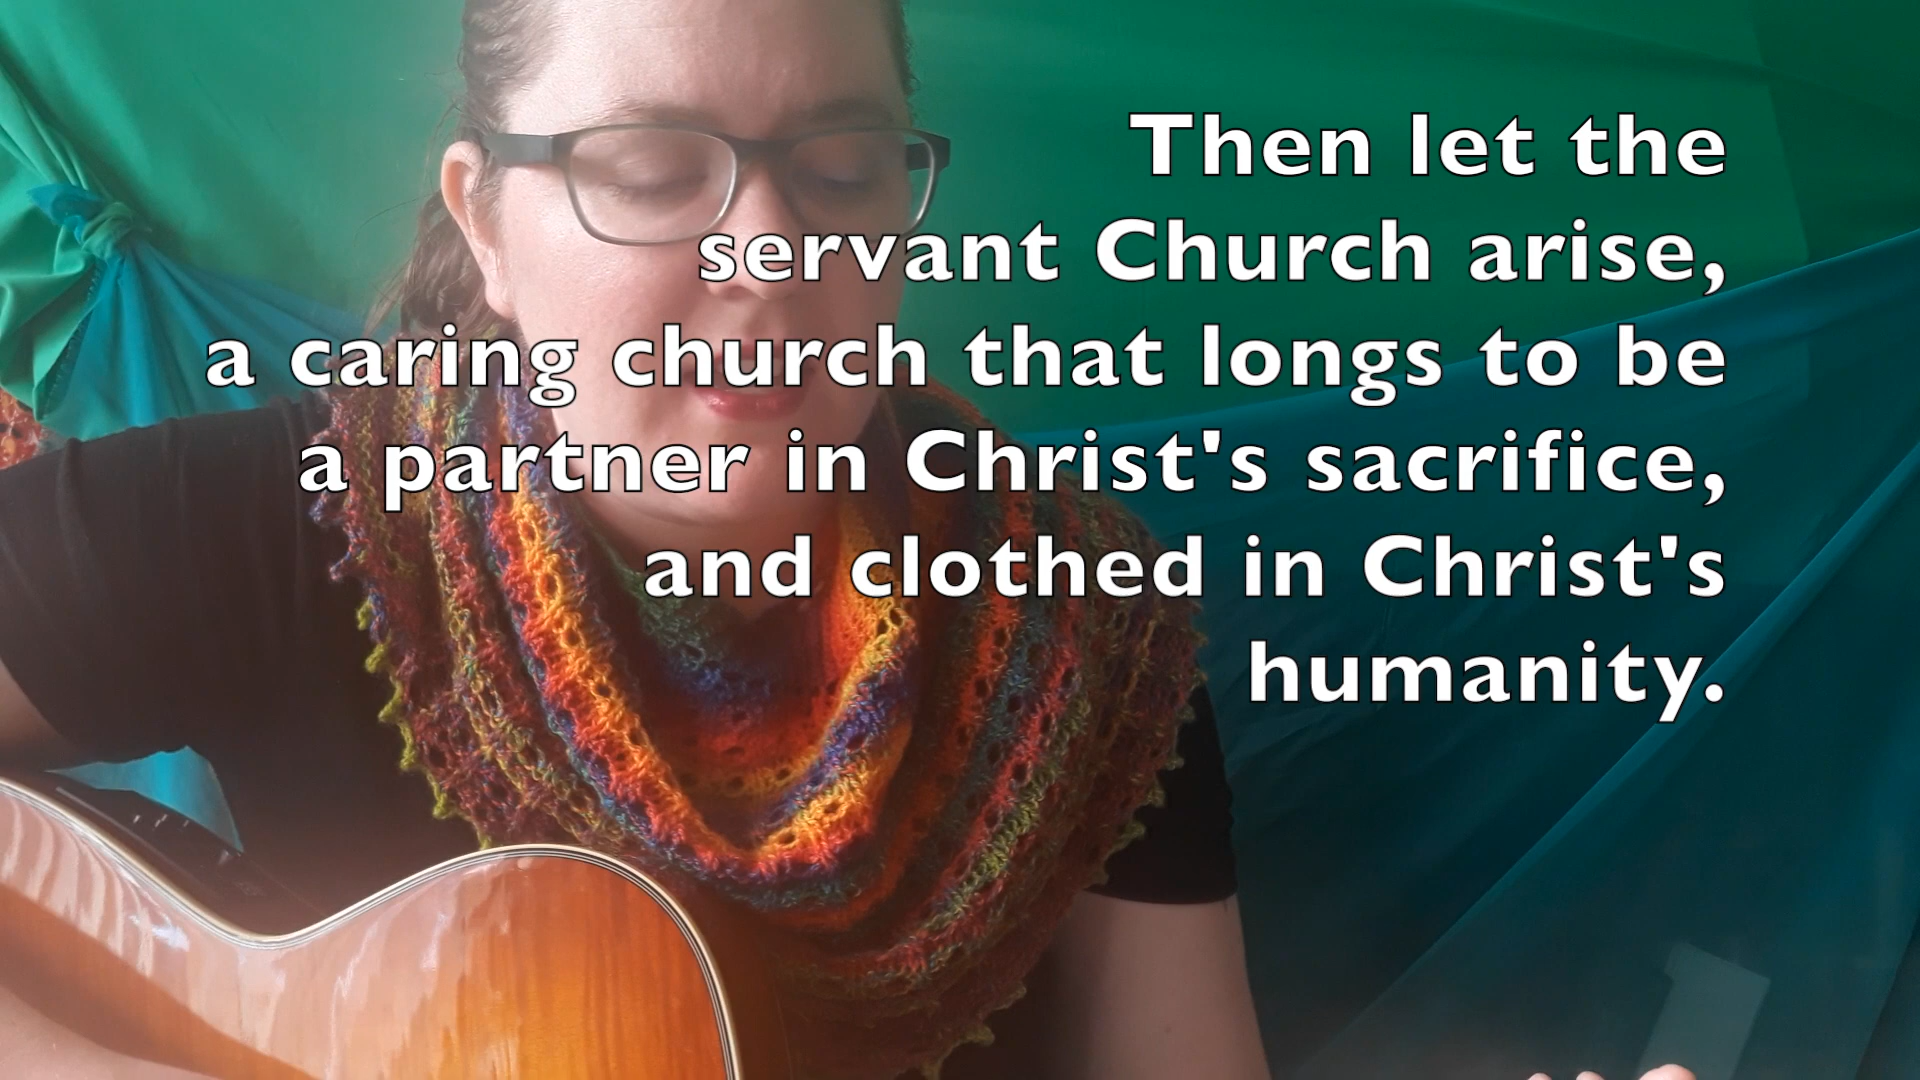 Then let the
servant Church arise,
a caring church that longs to be
a partner in Christ's sacrifice,
and clothed in Christ's
humanity.